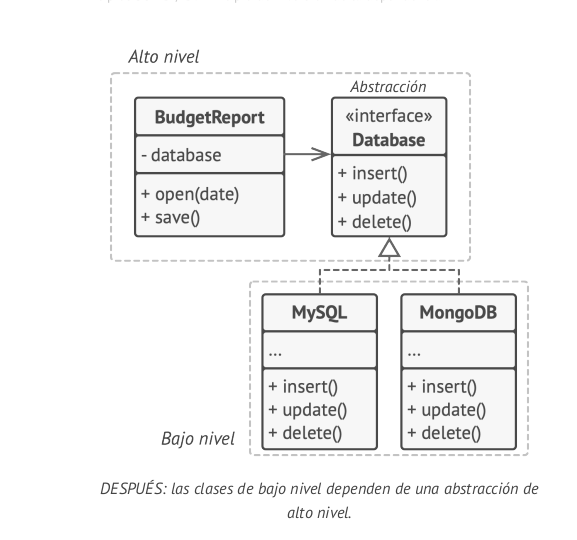 Alto nivel
Abstracción
BudgetReport
- database
+ open(date)
+ save()
«interface»
Database
+ insert()
+ update()
+ delete()
MySQL
...
+ insert()
+ update()
+ delete()
MongoDB
...
+ insert()
+ update()
+ delete()
Bajo nivel
DESPUÉS: las clases de bajo nivel dependen de una abstracción de
alto nivel.